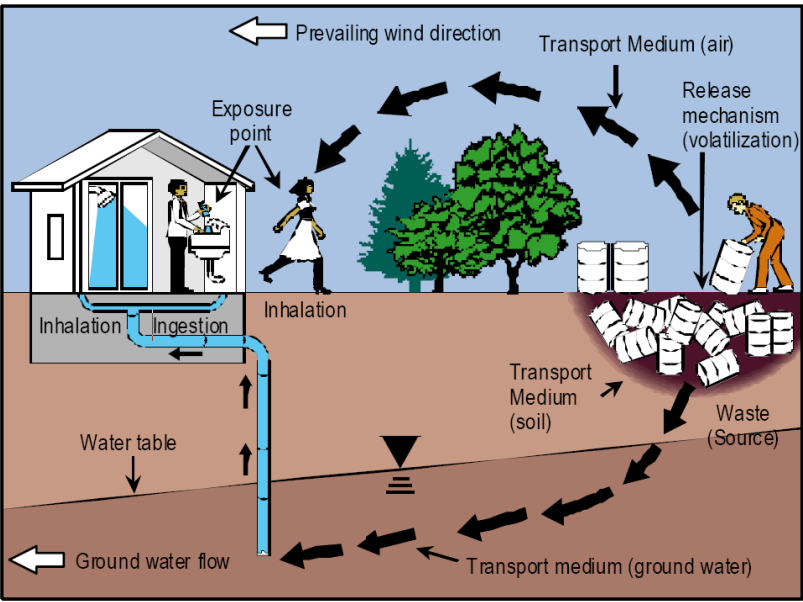 Prevailing wind direction
Transport Medium (air)
Release
mechanism
(volatilization)
Exposure
point
Inhalation
Ingestion
Inhalation
Transport
Medium
(soil)
Waste
(Source)
Water table
Ground water flow
Transport medium (ground water)